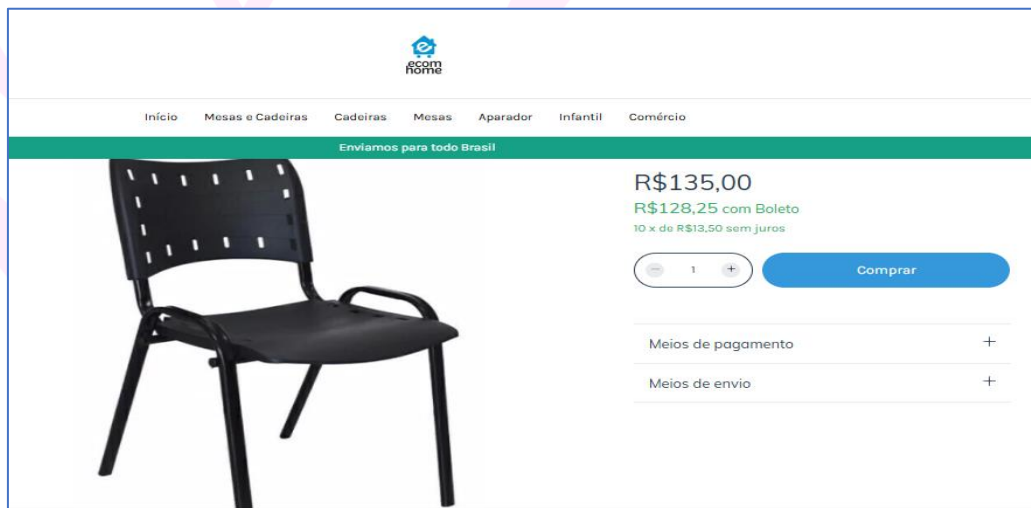 e
ecom
home
Início Mesas e Cadeiras Cadeiras Mesas Aparador Infantil Comércio
Enviamos para todo Brasil
R$135,00
R$128,25 com Boleto
10 x de R$13,50 sem juros
− 1 + Comprar
Meios de pagamento +
Meios de envio +